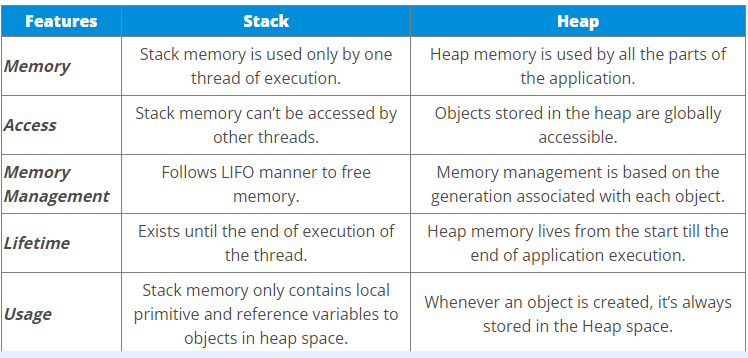 Features Stack Heap
Memory
Stack memory is used only by one
thread of execution.
Heap memory is used by all the parts of
the application.
Access
Stack memory can’t be accessed by
other threads.
Objects stored in the heap are globally
accessible.
Memory
Management
Follows LIFO manner to free
memory.
Memory management is based on the
generation associated with each object.
Lifetime
Exists until the end of execution of
the thread.
Heap memory lives from the start till the
end of application execution.
Usage
Stack memory only contains local
primitive and reference variables to
objects in heap space.
Whenever an object is created, it’s always
stored in the Heap space.